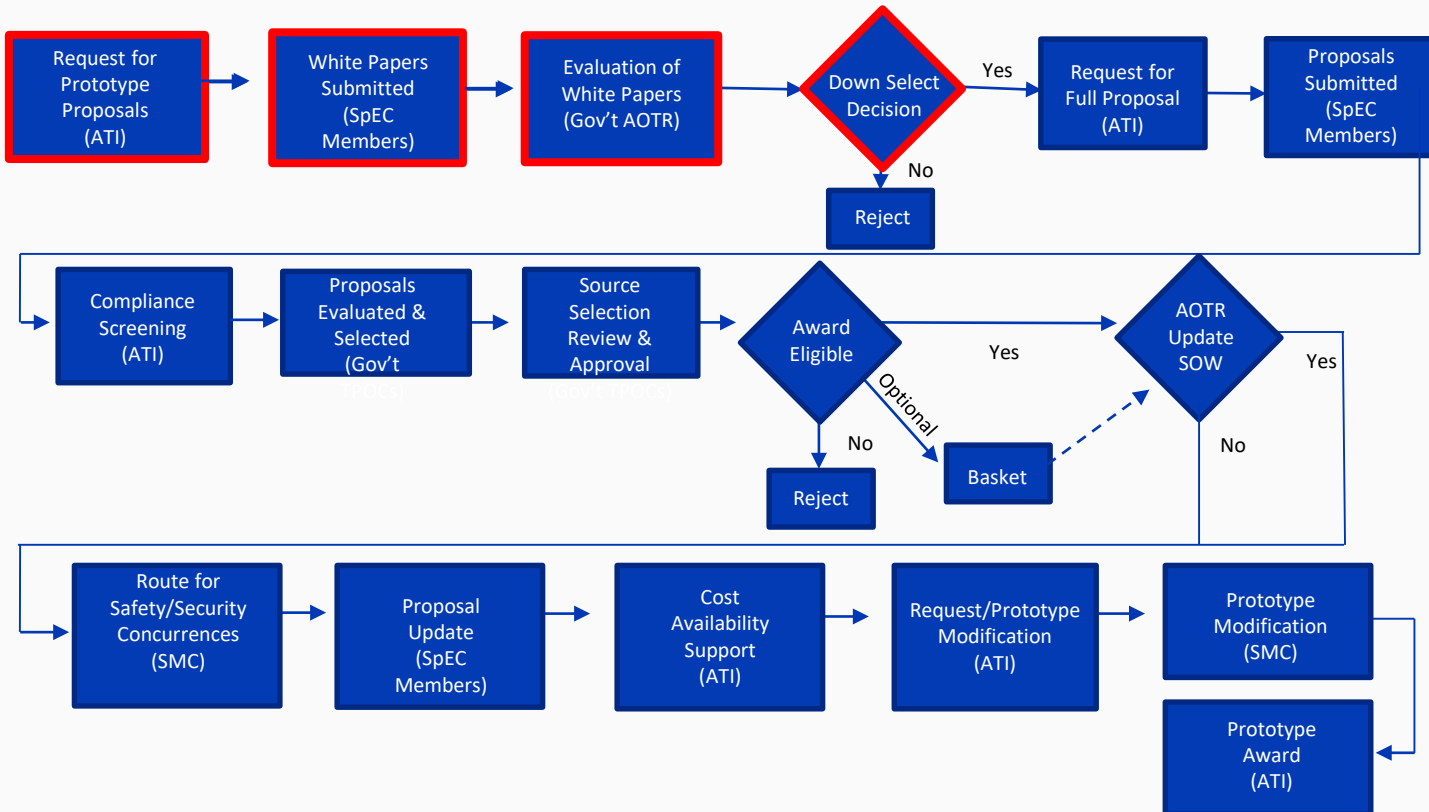 Request for
Prototype
Proposals
(ATI)
White Papers
Submitted
(SpEC
Members)
Evaluation of
White Papers
(Gov't AOTR)
Down Select
Decision
Yes
No
Reject
Request for
Full Proposal
(ATI)
Proposals
Submitted
(SpEC
Members)
Compliance
Screening
(ATI)
Proposals
Evaluated &
Selected
(Gov't
TPOCs)
Source
Selection
Review &
Approval
(Gov't TPOCs)
Award
Eligible
Yes
Optional
No
Reject
Basket
AOTR
Update
SOW
Yes
No
Route for
Safety/Security
Concurrences
(SMC)
Proposal
Update
(SpEC
Members)
Cost
Availability
Support
(ATI)
Request/Prototype
Modification
(ATI)
Prototype
Modification
(SMC)
Prototype
Award
(ATI)